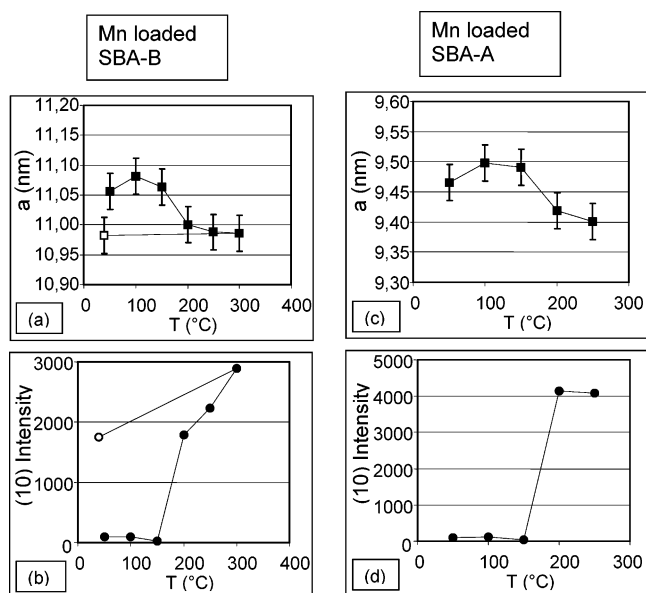 Mn loaded
SBA-B
Mn loaded
SBA-A
11,20
11,15
11,10
11,05
11,00
10,95
10,90
a (nm)
0 100 200 300 400
T (°C)
(a)
9,60
9,55
9,50
9,45
9,40
9,35
9,30
a (nm)
0 100 200 300
T (°C)
(c)
3000
2000
1000
0
(10) Intensity
0 100 200 300 400
T (°C)
(b)
5000
4000
3000
2000
1000
0
(10) Intensity
0 100 200 300
T (°C)
(d)